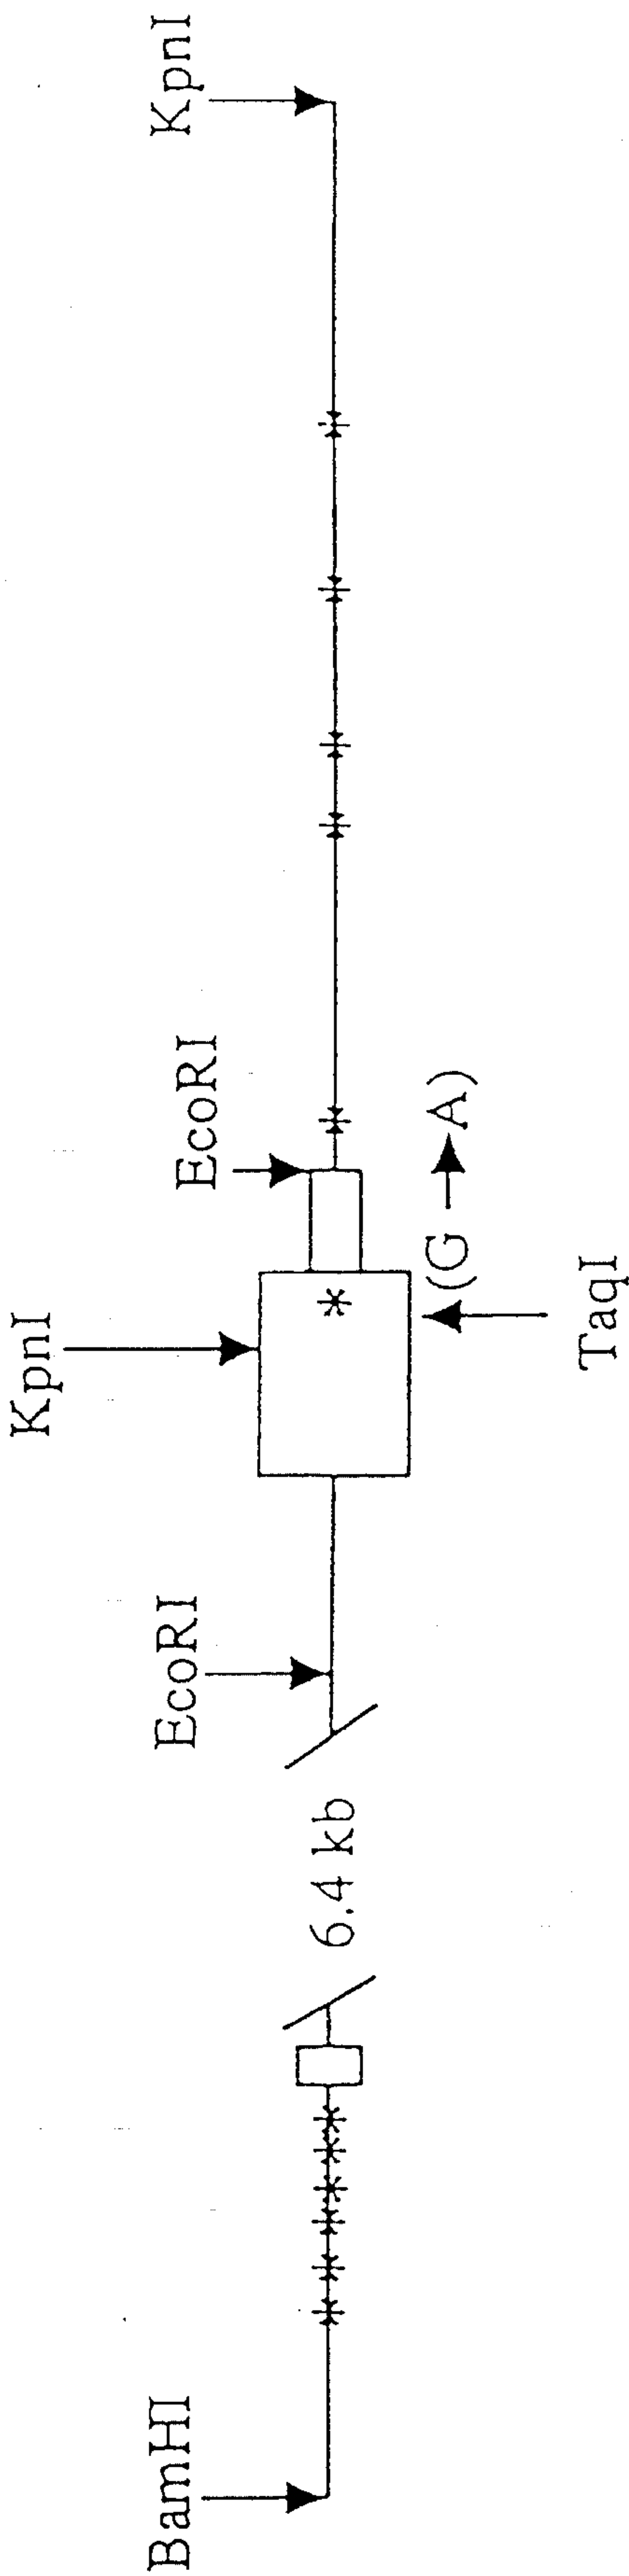 BamHI
6.4 kb
EcoRI
KpnI
EcoRI
TaqI
(G → A)
KpnI